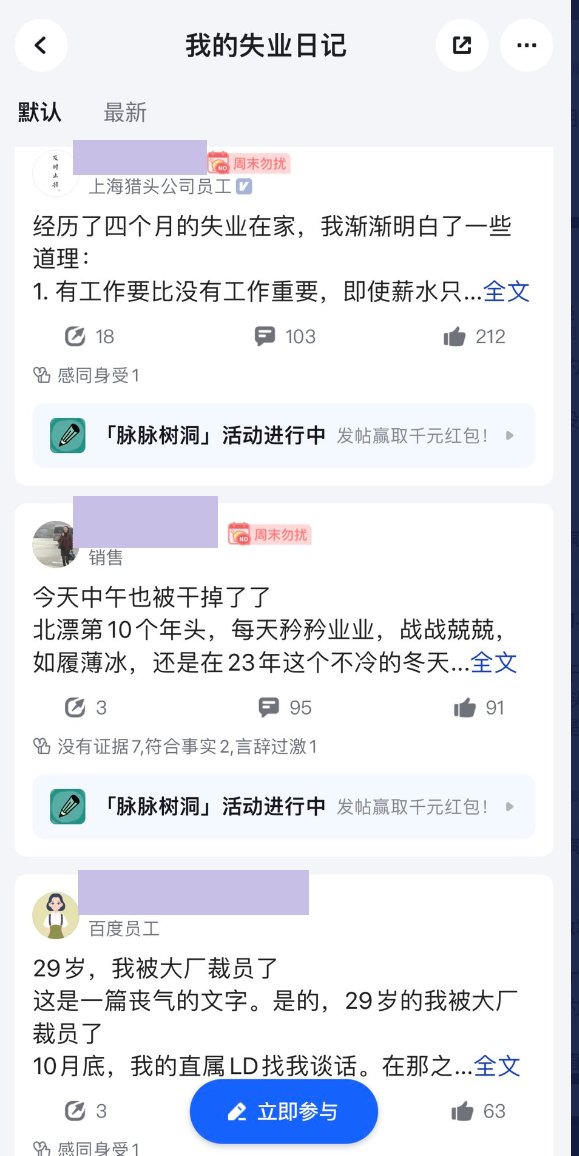 我的失业日记
默认 最新
周末勿扰
上海猎头公司员工
经历了四个月的失业在家，我渐渐明白了一些
道理：
1. 有工作要比没有工作重要，即使薪水只...全文
18 103 212
感同身受1
「脉脉树洞」活动进行中 发帖赢取千元红包！
周末勿扰
销售
今天中午也被干掉了了
北漂第10个年头，每天矜矜业业，战战兢兢，
如履薄冰，还是在23年这个不冷的冬天...全文
3 95 91
没有证据7,符合事实2,言辞过激1
「脉脉树洞」活动进行中 发帖赢取千元红包！
百度员工
29岁，我被大厂裁员了
这是一篇丧气的文字。是的，29岁的我被大厂
裁员了
10月底，我的直属LD找我谈话。在那之...全文
3 立即参与 63
感同身受1